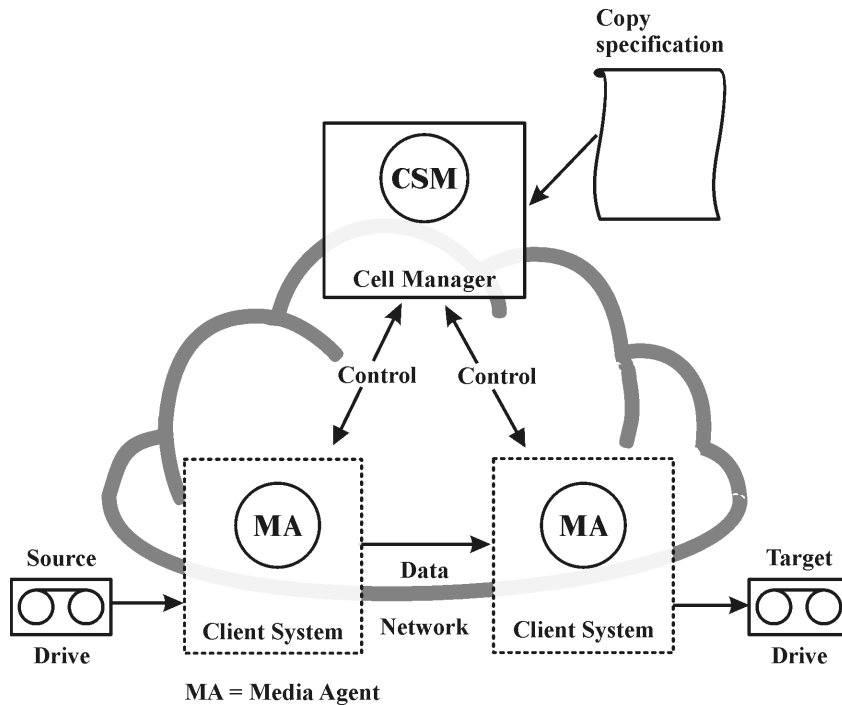 Copy
specification
CSM
Cell Manager
Control
Control
MA
MA
Source
Data
Target
Client System
Network
Client System
Drive
Drive
MA = Media Agent